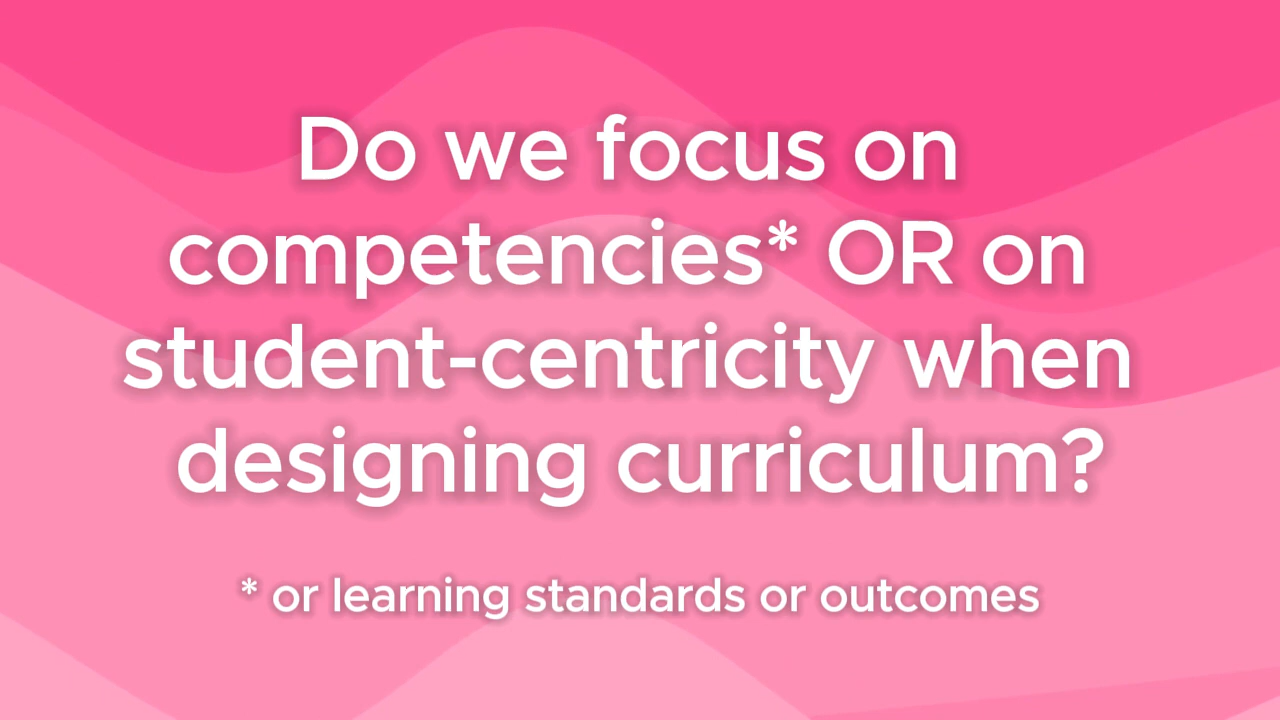 Do we focus on
competencies* OR on
student-centricity when
designing curriculum?
* or learning standards or outcomes